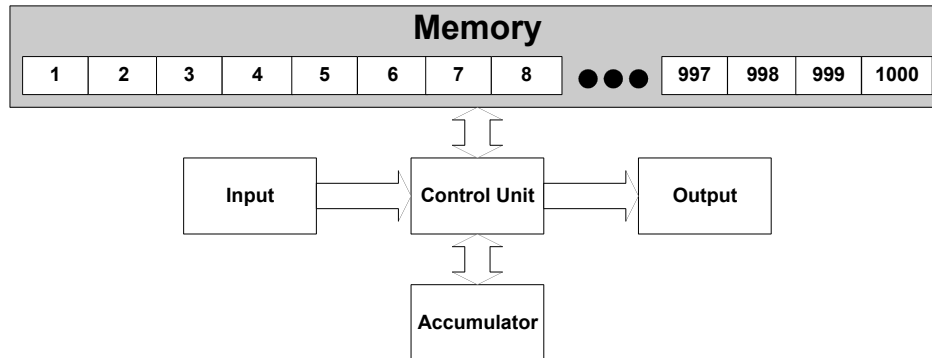 Memory
1 2 3 4 5 6 7 8 997 998 999 1000
Input Control Unit Output
Accumulator